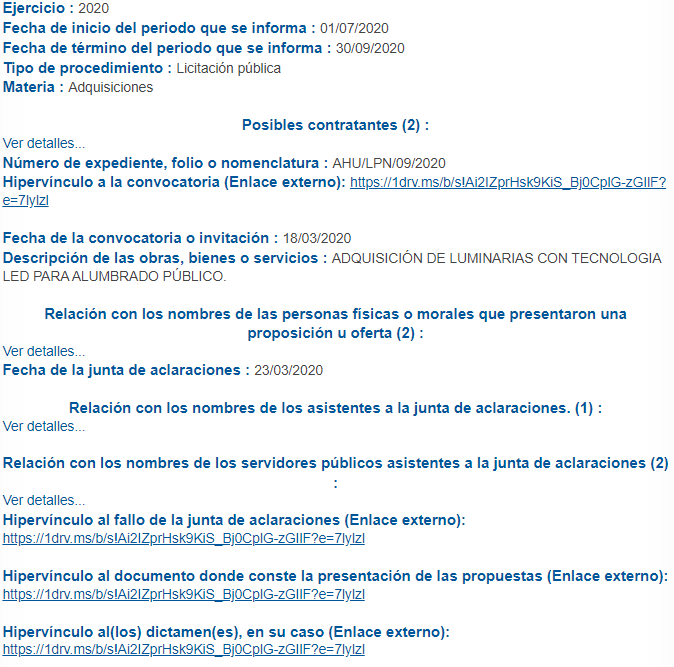 Ejercicio : 2020
Fecha de inicio del periodo que se informa : 01/07/2020
Fecha de término del periodo que se informa : 30/09/2020
Tipo de procedimiento : Licitación pública
Materia : Adquisiciones
Posibles contratantes (2) :
Ver detalles...
Número de expediente, folio o nomenclatura : AHU/LPN/09/2020
Hipervínculo a la convocatoria (Enlace externo): https://1drv.ms/b/s!Ai2IZprHsk9KiS_Bj0CpIG-zGIIF?
e=7lylzl
Fecha de la convocatoria o invitación : 18/03/2020
Descripción de las obras, bienes o servicios : ADQUISICIÓN DE LUMINARIAS CON TECNOLOGIA
LED PARA ALUMBRADO PÚBLICO.
Relación con los nombres de las personas físicas o morales que presentaron una
proposición u oferta (2) :
Ver detalles...
Fecha de la junta de aclaraciones : 23/03/2020
Relación con los nombres de los asistentes a la junta de aclaraciones. (1) :
Ver detalles...
Relación con los nombres de los servidores públicos asistentes a la junta de aclaraciones (2)
:
Ver detalles...
Hipervínculo al fallo de la junta de aclaraciones (Enlace externo):
https://1drv.ms/b/s!Ai2IZprHsk9KiS_Bj0CpIG-zGIIF?e=7lylzl
Hipervínculo al documento donde conste la presentación de las propuestas (Enlace externo):
https://1drv.ms/b/s!Ai2IZprHsk9KiS_Bj0CpIG-zGIIF?e=7lylzl
Hipervínculo al(los) dictamen(es), en su caso (Enlace externo):
https://1drv.ms/b/s!Ai2IZprHsk9KiS_Bj0CpIG-zGIIF?e=7lylzl